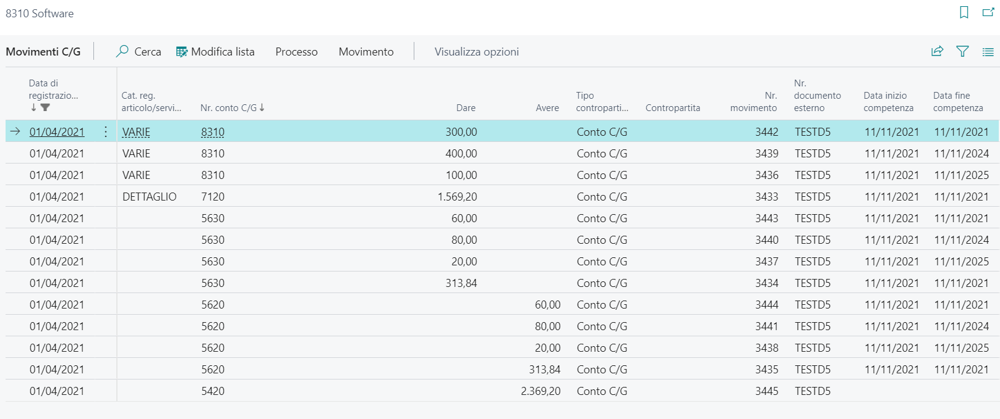 8310 Software
Movimenti C/G Cerca Modifica lista Processo Movimento Visualizza opzioni
Data di registrazio... Cat. reg. articolo/servi... Nr. conto C/G Dare Avere Tipo controparti... Contropartita Nr. movimento Nr. documento esterno Data inizio competenza Data fine competenza
01/04/2021 VARIE 8310 300,00 Conto C/G 3442 TESTD5 11/11/2021 11/11/2021
01/04/2021 VARIE 8310 400,00 Conto C/G 3439 TESTD5 11/11/2021 11/11/2024
01/04/2021 VARIE 8310 100,00 Conto C/G 3436 TESTD5 11/11/2021 11/11/2025
01/04/2021 DETTAGLIO 7120 1.569,20 Conto C/G 3433 TESTD5 11/11/2021 11/11/2021
01/04/2021 5630 60,00 Conto C/G 3443 TESTD5 11/11/2021 11/11/2021
01/04/2021 5630 80,00 Conto C/G 3440 TESTD5 11/11/2021 11/11/2024
01/04/2021 5630 20,00 Conto C/G 3437 TESTD5 11/11/2021 11/11/2025
01/04/2021 5630 313,84 Conto C/G 3434 TESTD5 11/11/2021 11/11/2021
01/04/2021 5620 60,00 Conto C/G 3444 TESTD5 11/11/2021 11/11/2021
01/04/2021 5620 80,00 Conto C/G 3441 TESTD5 11/11/2021 11/11/2024
01/04/2021 5620 20,00 Conto C/G 3438 TESTD5 11/11/2021 11/11/2025
01/04/2021 5620 313,84 Conto C/G 3435 TESTD5 11/11/2021 11/11/2021
01/04/2021 5420 2.369,20 Conto C/G 3445 TESTD5